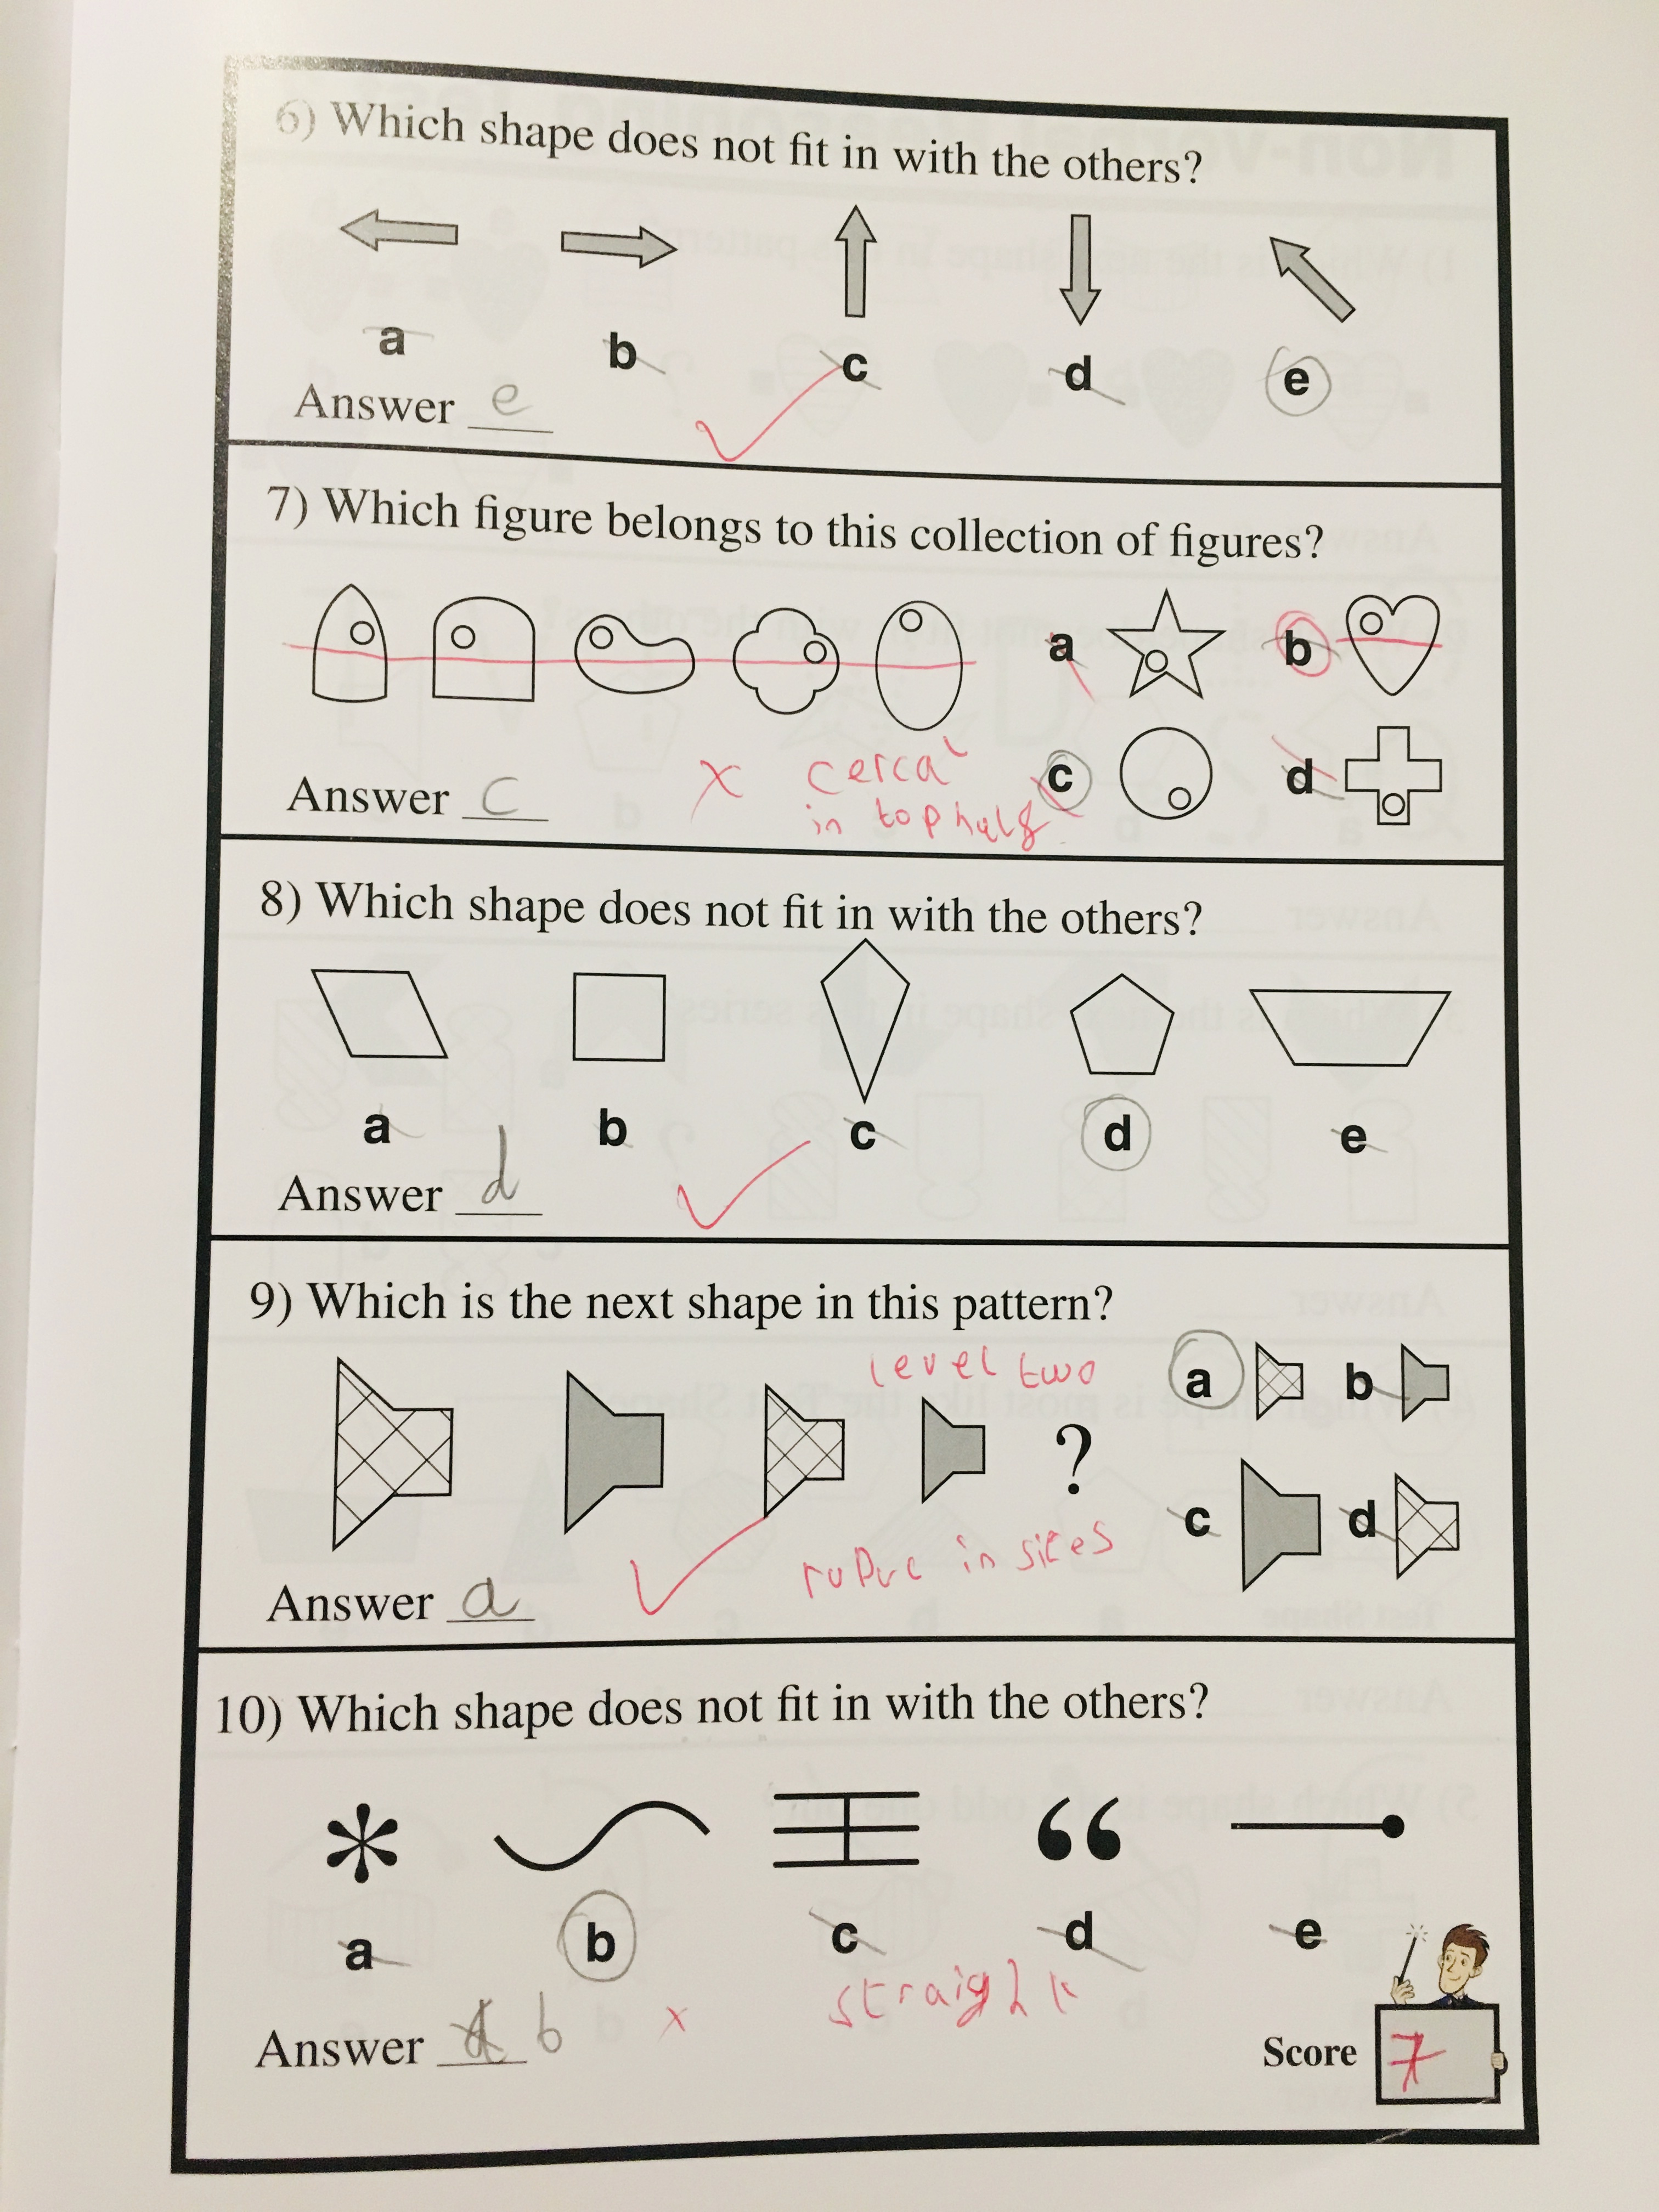 6) Which shape does not fit in with the others?
a b c d e
Answer e
7) Which figure belongs to this collection of figures?
a b
c d
Answer c
cerca
in top half
8) Which shape does not fit in with the others?
a b c d e
Answer d
9) Which is the next shape in this pattern?
level two
a b
?
c d
in sizes
Answer a
10) Which shape does not fit in with the others?
* “
a b c d e
straight
Answer b
Score 7